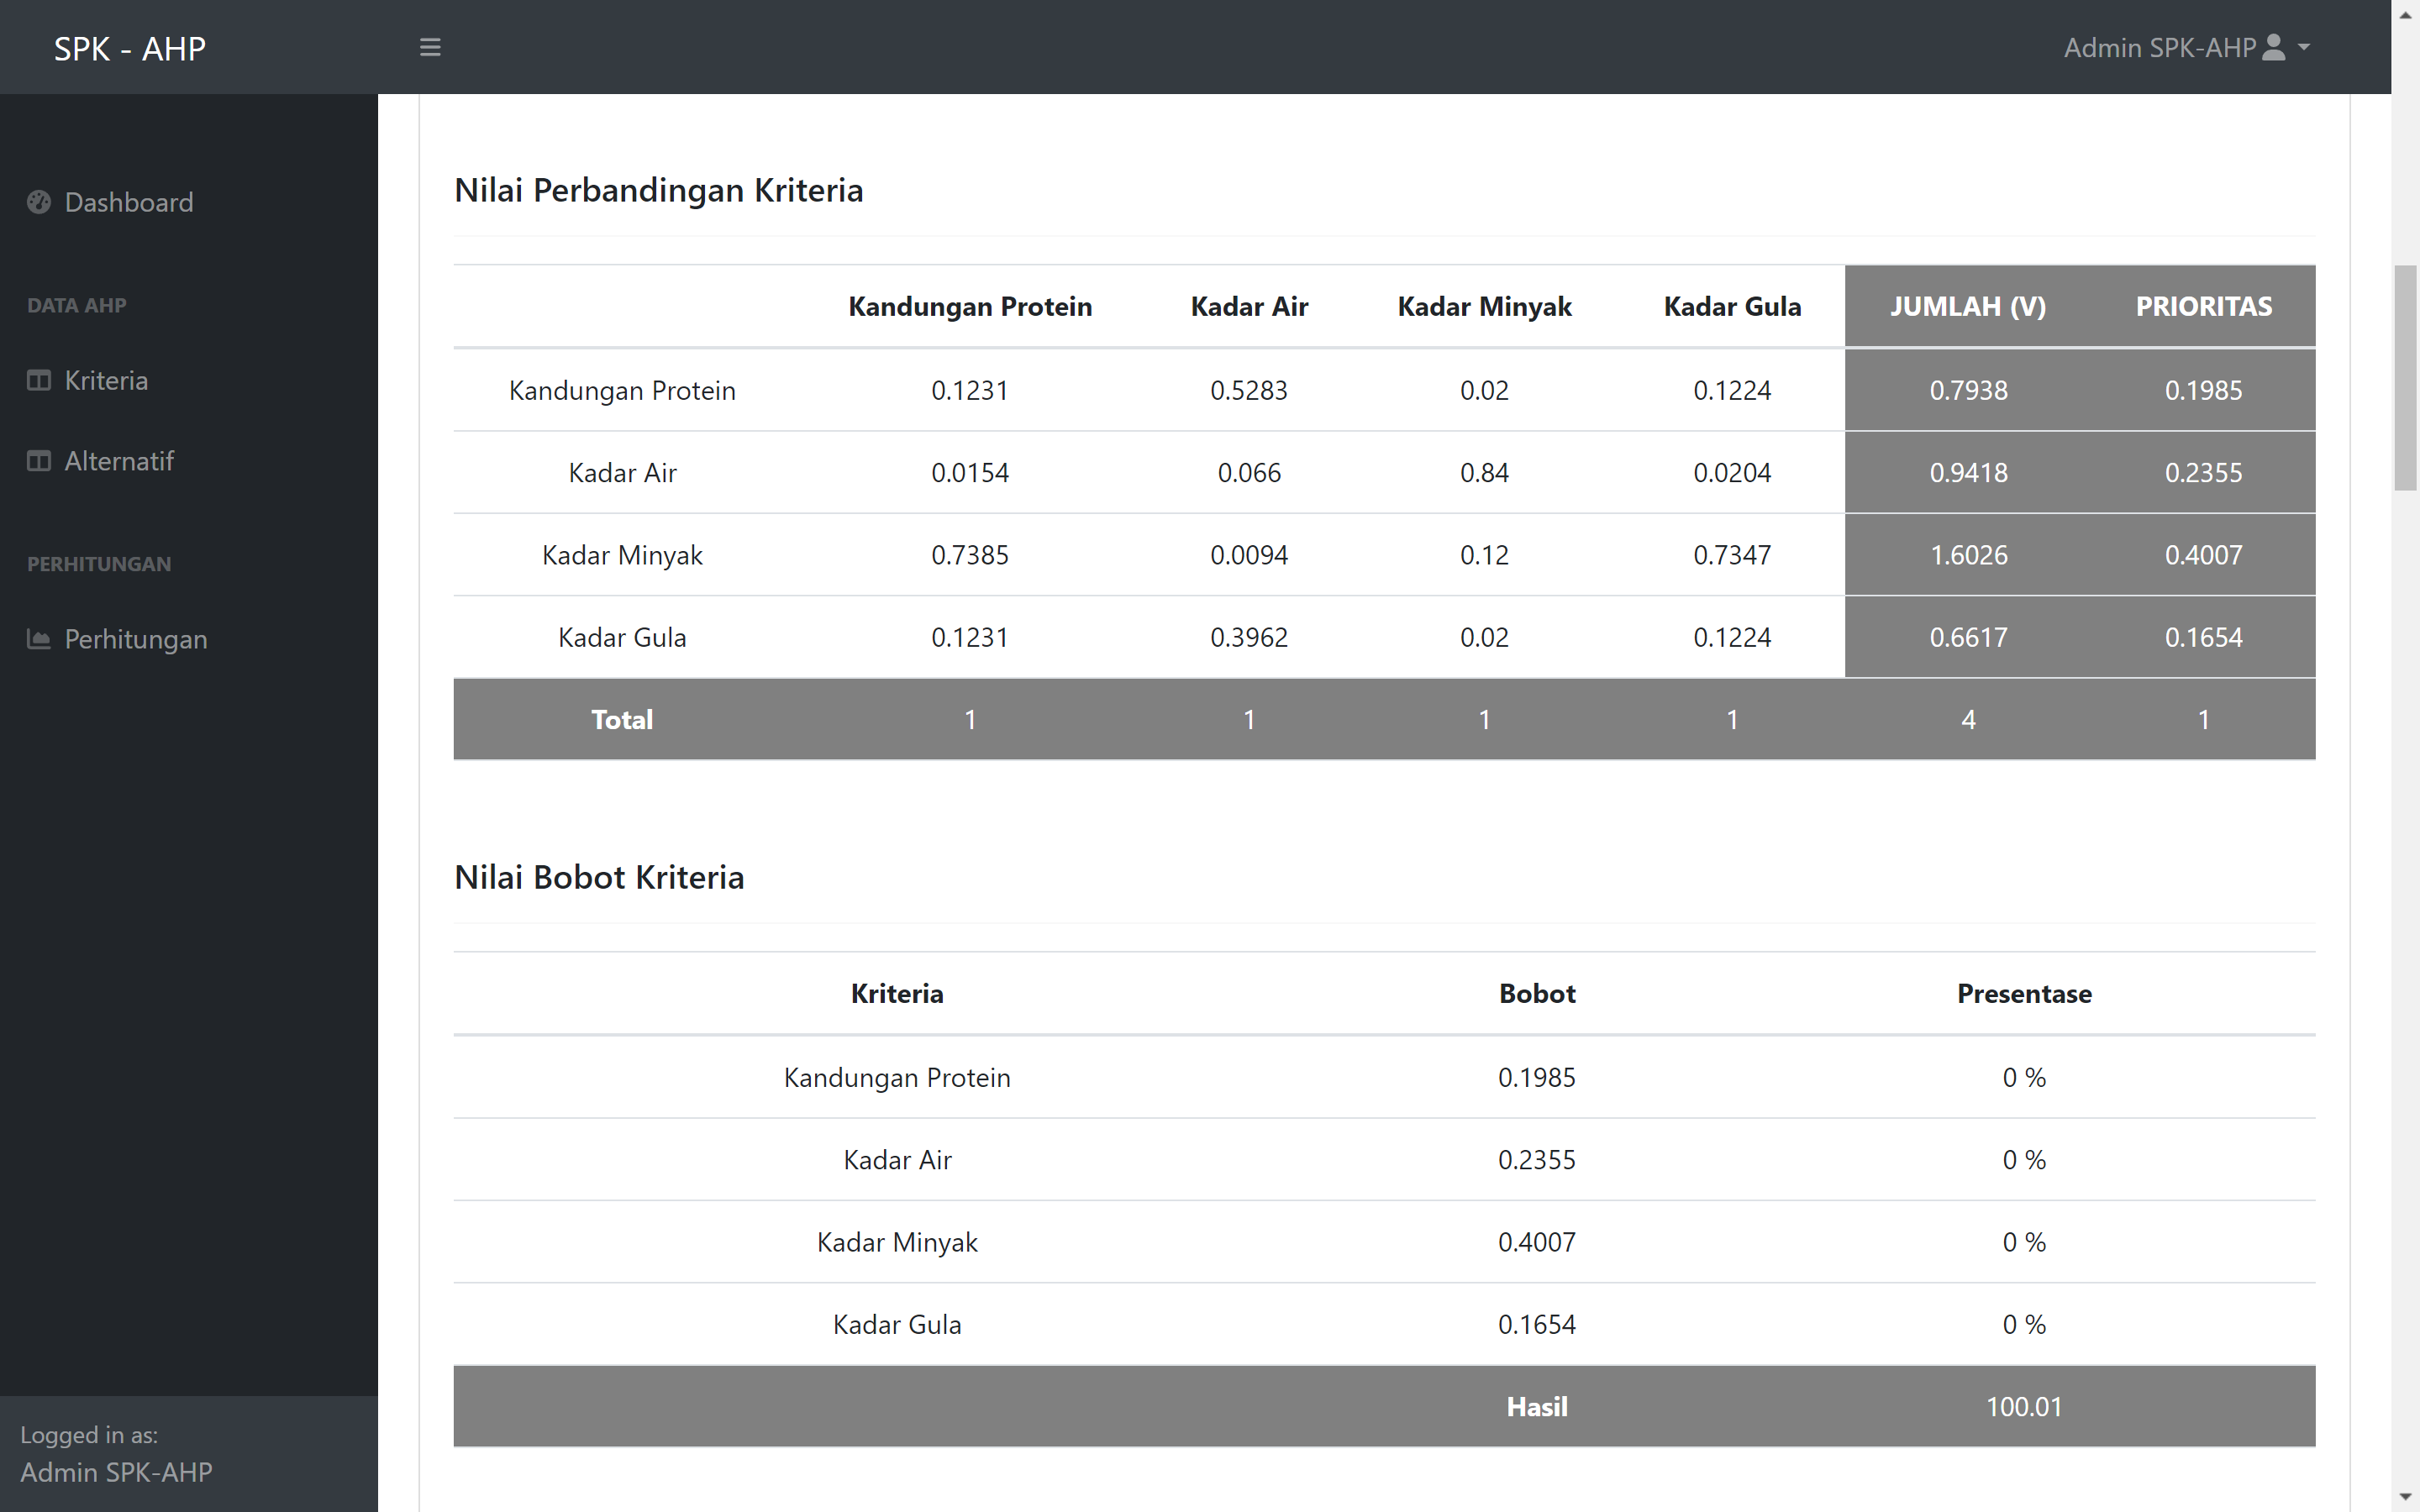 SPK - AHP
Admin SPK-AHP
Dashboard
DATA AHP
Kriteria
Alternatif
PERHITUNGAN
Perhitungan
Logged in as:
Admin SPK-AHP
Nilai Perbandingan Kriteria
Kandungan Protein Kadar Air Kadar Minyak Kadar Gula JUMLAH (V) PRIORITAS
Kandungan Protein 0.1231 0.5283 0.02 0.1224 0.7938 0.1985
Kadar Air 0.0154 0.066 0.84 0.0204 0.9418 0.2355
Kadar Minyak 0.7385 0.0094 0.12 0.7347 1.6026 0.4007
Kadar Gula 0.1231 0.3962 0.02 0.1224 0.6617 0.1654
Total 1 1 1 1 4 1
Nilai Bobot Kriteria
Kriteria Bobot Presentase
Kandungan Protein 0.1985 0 %
Kadar Air 0.2355 0 %
Kadar Minyak 0.4007 0 %
Kadar Gula 0.1654 0 %
Hasil 100.01